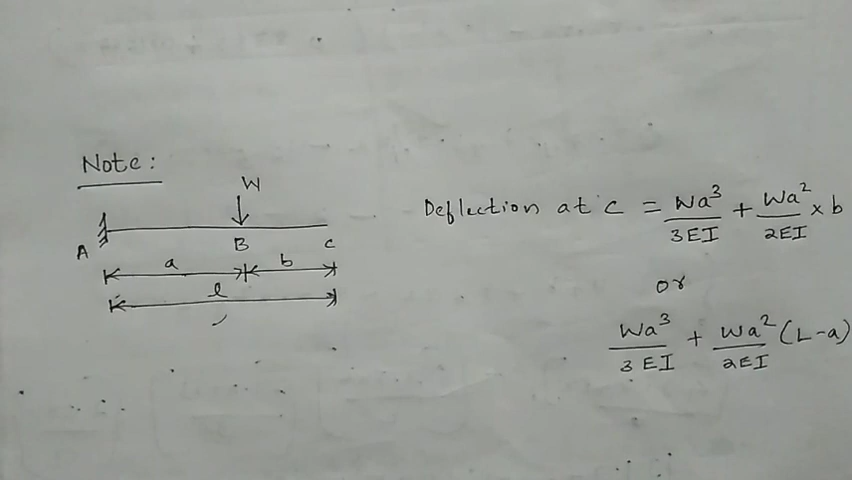 Note:
W
A
B
C
a
b
l
Deflection at C = Wa³/3EI + Wa²/2EI × b
or
Wa³/3EI + Wa²/2EI (L-a)